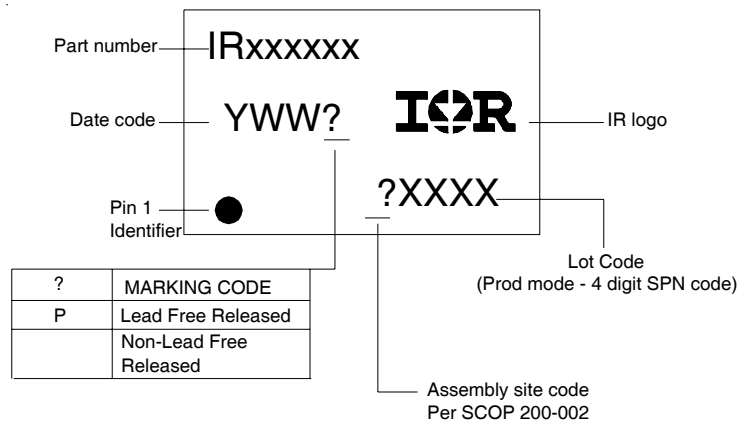 IRxxxxxx
Part number
YWW?
Date code
IOR
IR logo
?XXXX
Pin 1
Identifier
Lot Code
(Prod mode - 4 digit SPN code)
? MARKING CODE
P Lead Free Released
Non-Lead Free
Released
Assembly site code
Per SCOP 200-002